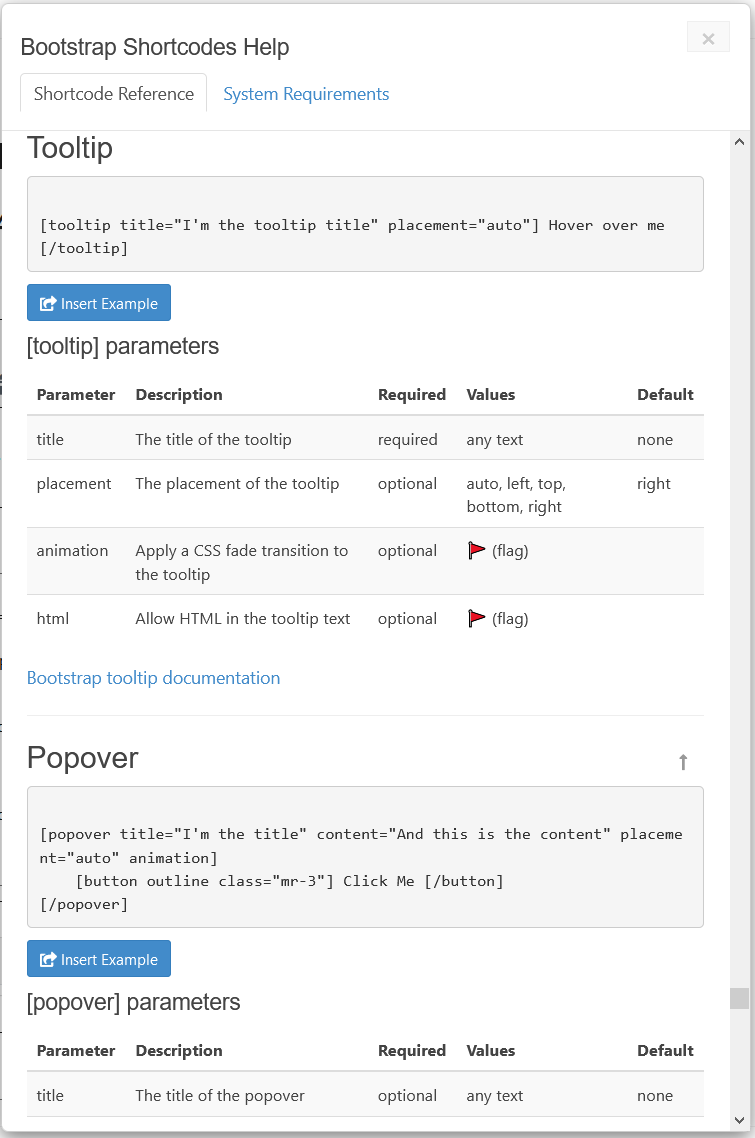 Bootstrap Shortcodes Help
×
Shortcode Reference System Requirements
Tooltip
[tooltip title="I'm the tooltip title" placement="auto"] Hover over me
[/tooltip]
Insert Example
[tooltip] parameters
Parameter Description Required Values Default
title The title of the tooltip required any text none
placement The placement of the tooltip optional auto, left, top, right
bottom, right
animation Apply a CSS fade transition to optional (flag)
the tooltip
html Allow HTML in the tooltip text optional (flag)
Bootstrap tooltip documentation
Popover
[popover title="I'm the title" content="And this is the content" placeme
nt="auto" animation]
[button outline class="mr-3"] Click Me [/button]
[/popover]
Insert Example
[popover] parameters
Parameter Description Required Values Default
title The title of the popover optional any text none